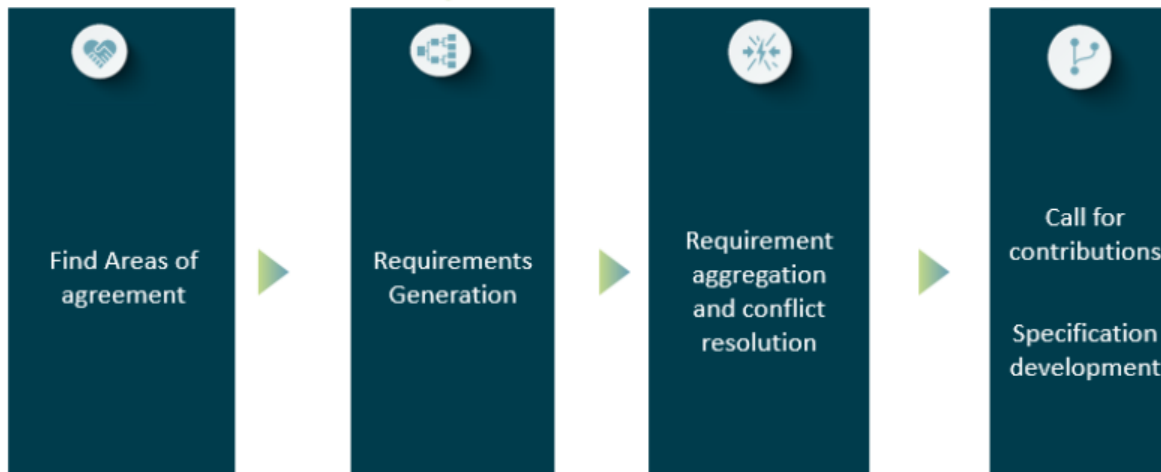 Find Areas of
agreement
Requirements
Generation
Requirement
aggregation
and conflict
resolution
Call for
contributions
Specification
development